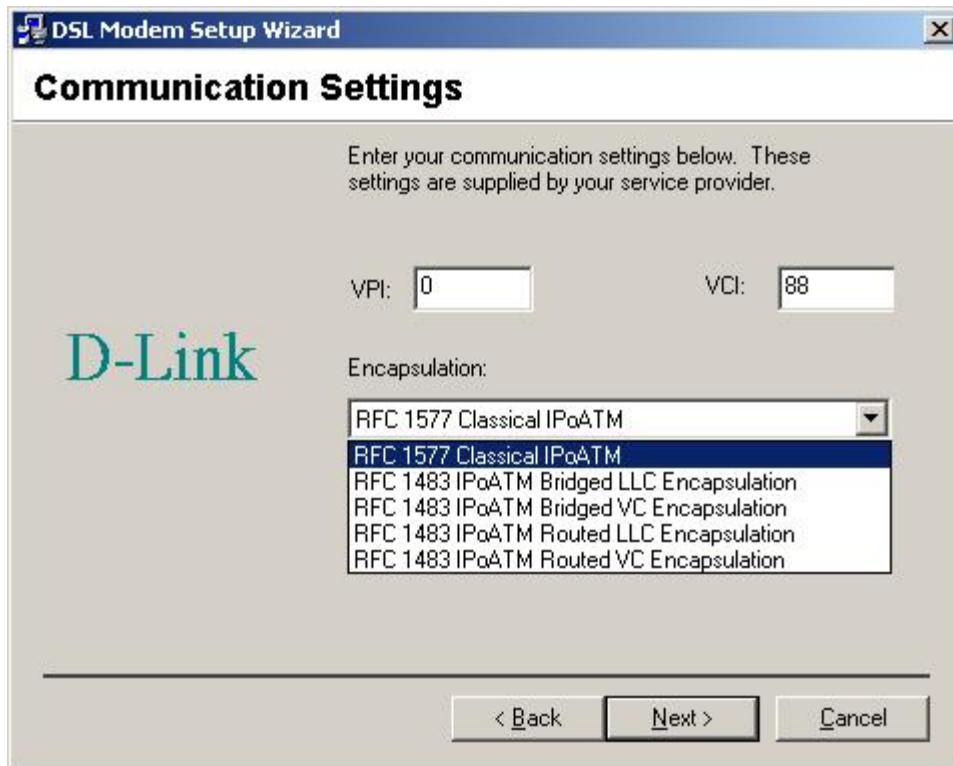 DSL Modem Setup Wizard
Communication Settings
Enter your communication settings below. These
settings are supplied by your service provider.
VPI: 0 VCI: 88
D-Link
Encapsulation:
RFC 1577 Classical IPoATM
RFC 1577 Classical IPoATM
RFC 1483 IPoATM Bridged LLC Encapsulation
RFC 1483 IPoATM Bridged VC Encapsulation
RFC 1483 IPoATM Routed LLC Encapsulation
RFC 1483 IPoATM Routed VC Encapsulation
< Back Next > Cancel